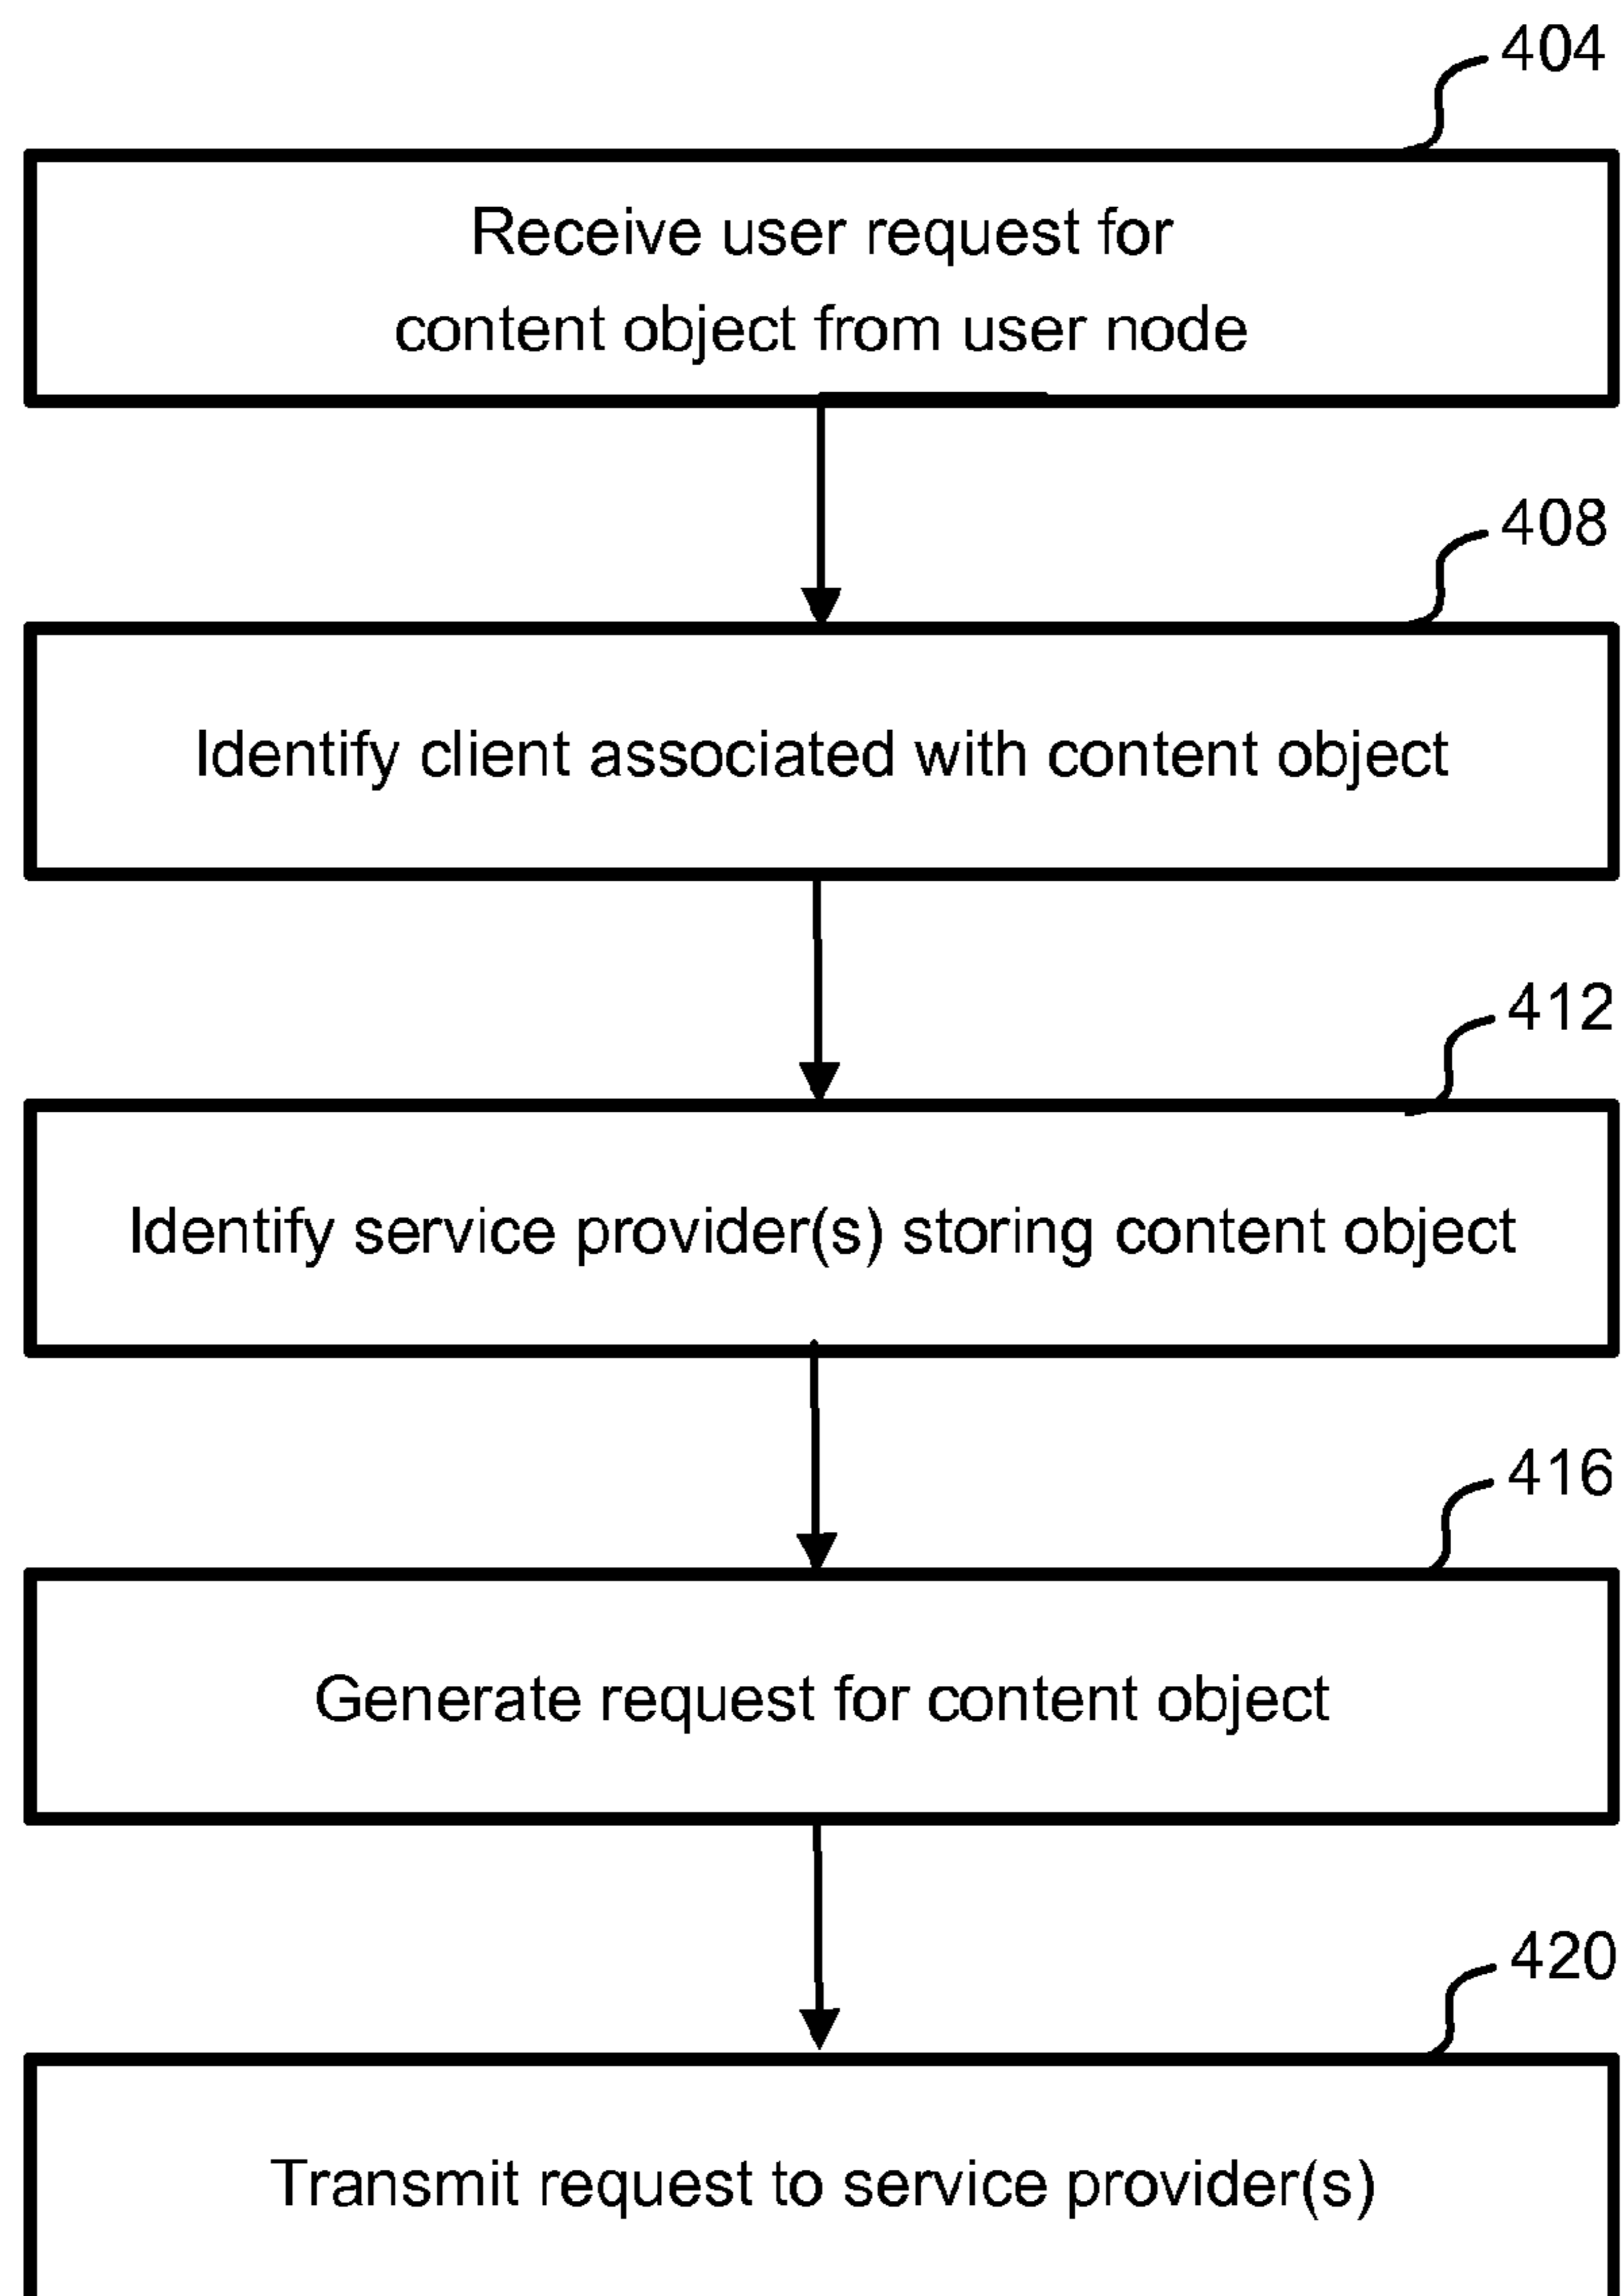 404
Receive user request for
content object from user node
408
Identify client associated with content object
412
Identify service provider(s) storing content object
416
Generate request for content object
420
Transmit request to service provider(s)